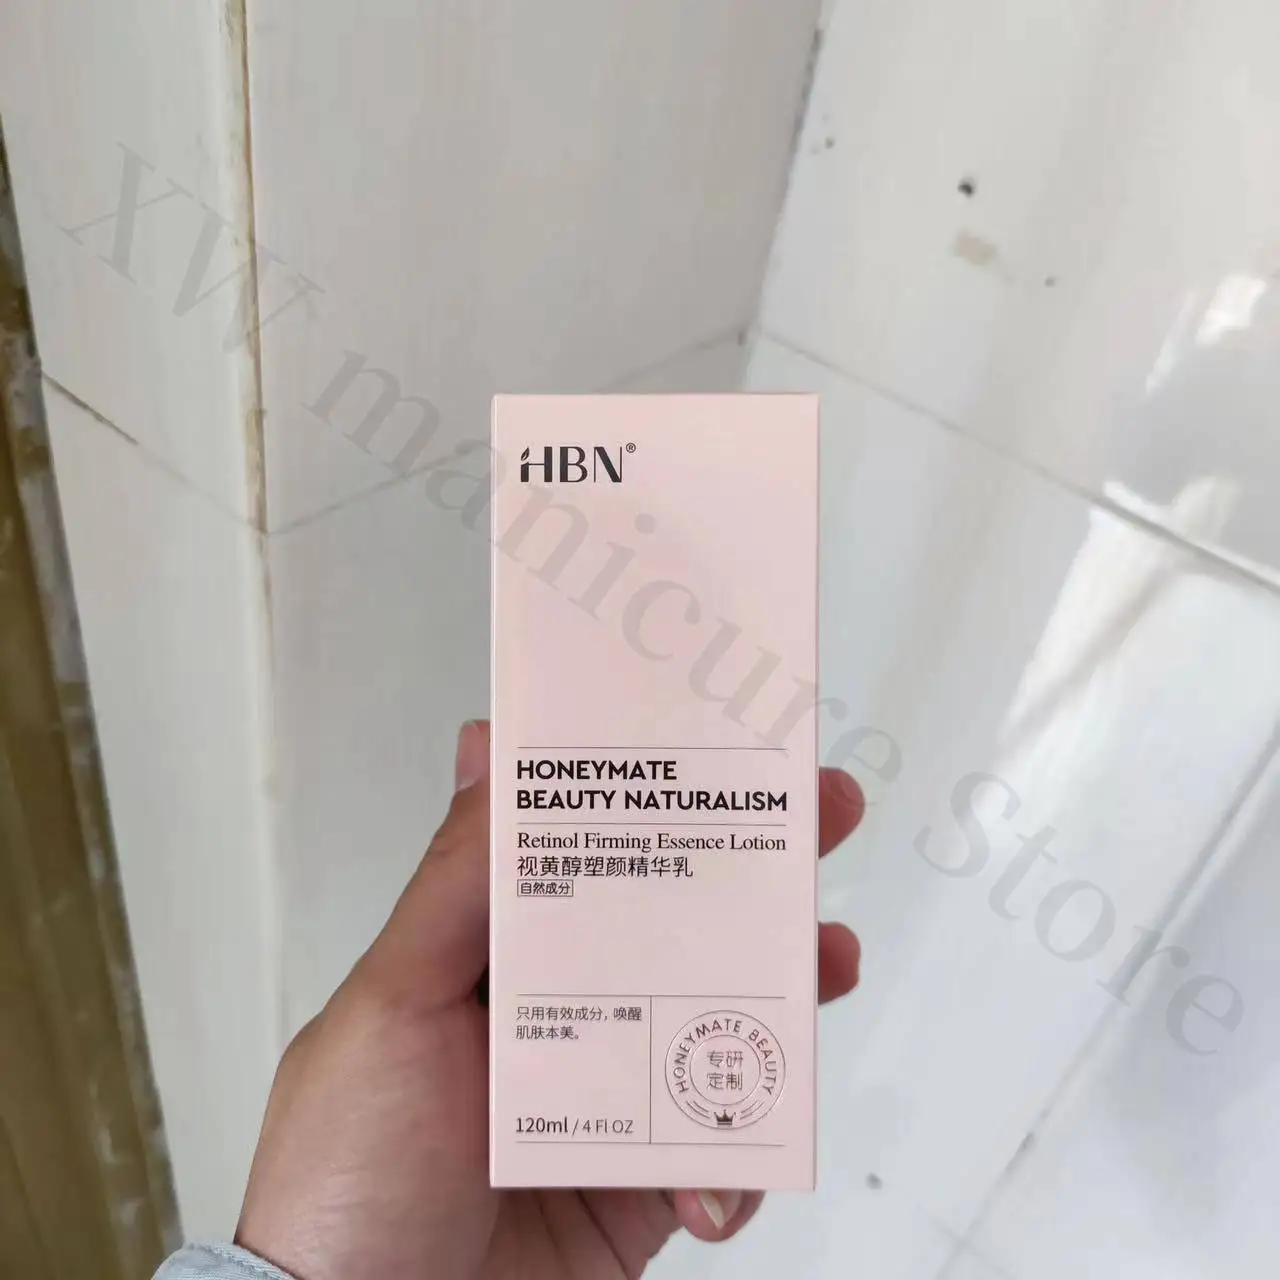 HBN®
HONEYMATE
BEAUTY NATURALISM
Retinol Firming Essence Lotion
视黄醇塑颜精华乳
自然成分
只用有效成分，唤醒
肌肤本美。
120ml / 4 Fl OZ
HONEYMATE BEAUTY
专研
定制
XW manicure Store